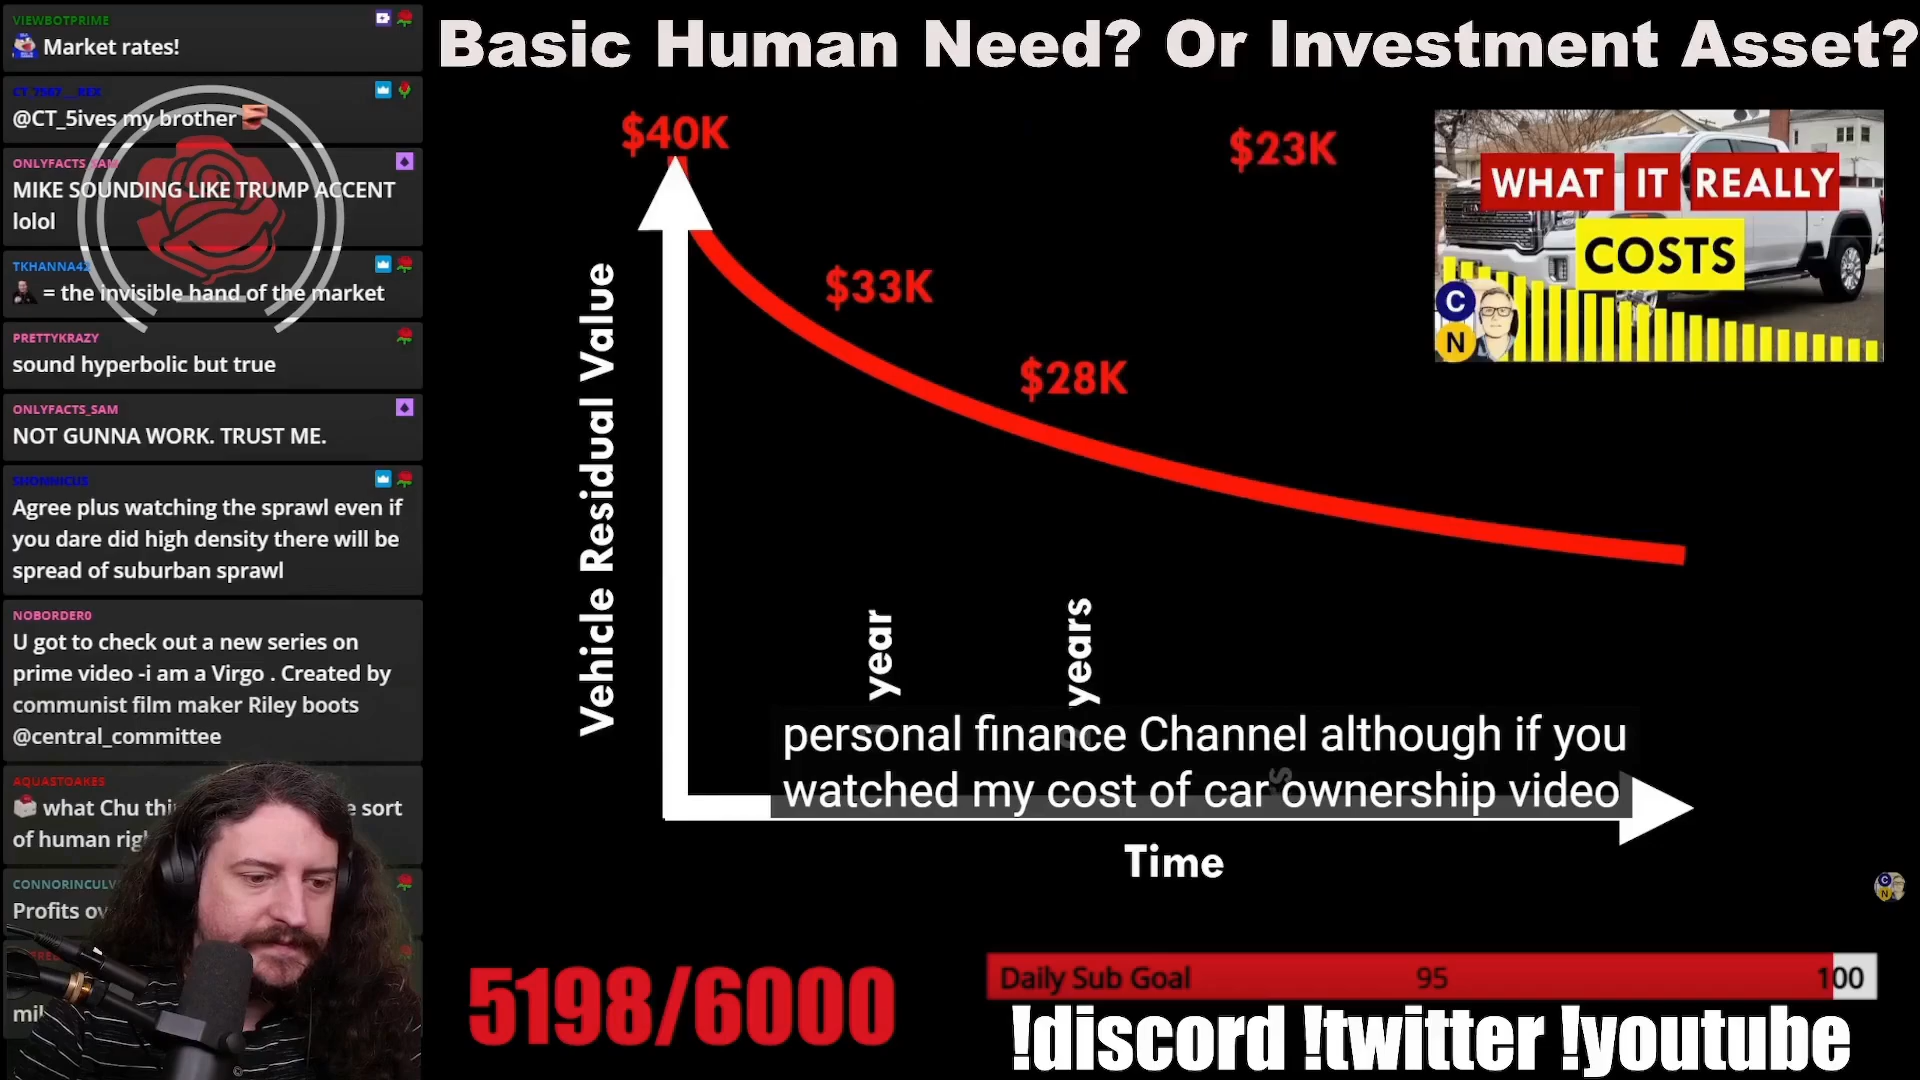 VIEWBOTPRIME
Market rates!
CT_7567__REX
@CT_5ives my brother
ONLYFACTS_SAM
MIKE SOUNDING LIKE TRUMP ACCENT
lolol
= the invisible hand of the market
PRETTYKRAZY
sound hyperbolic but true
ONLYFACTS_SAM
NOT GUNNA WORK. TRUST ME.
SHONNICUS
Agree plus watching the sprawl even if
you dare did high density there will be
spread of suburban sprawl
NOBORDER0
U got to check out a new series on
prime video -i am a Virgo . Created by
communist film maker Riley boots
@central_committee
AQUASTOAKES
what Chu sort
of human
Profits
Basic Human Need? Or Investment Asset?
$40K
$33K
$28K
$23K
WHAT IT REALLY
COSTS
C
N
Vehicle Residual Value
year
years
personal finance Channel although if you
watched my cost of car ownership video
Time
C
N
5198/6000
Daily Sub Goal 95 100
!discord !twitter !youtube